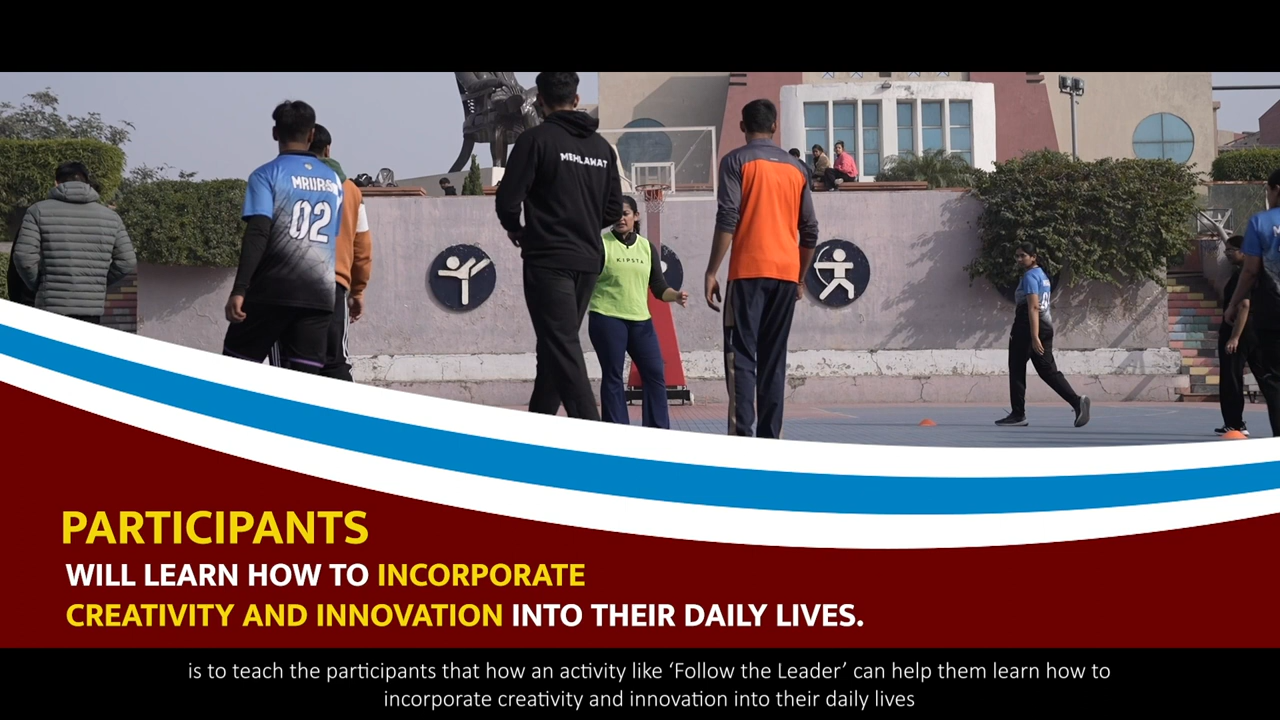 MEHLAWAT
02
KIPSTA
PARTICIPANTS
WILL LEARN HOW TO INCORPORATE
CREATIVITY AND INNOVATION INTO THEIR DAILY LIVES.
is to teach the participants that how an activity like ‘Follow the Leader’ can help them learn how to
incorporate creativity and innovation into their daily lives